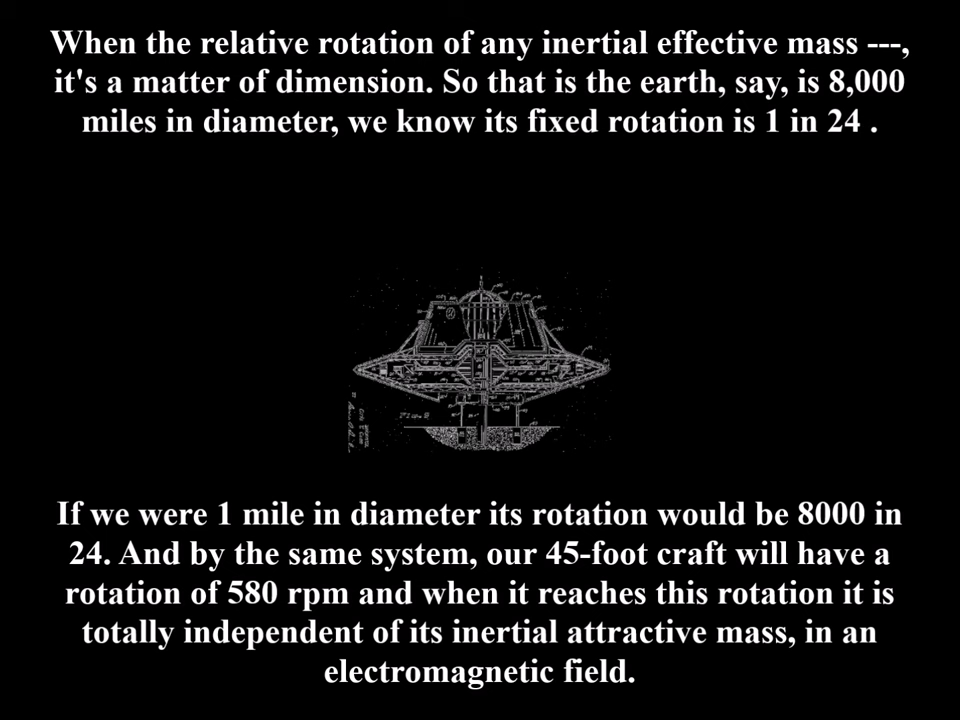 When the relative rotation of any inertial effective mass ---,
it's a matter of dimension. So that is the earth, say, is 8,000
miles in diameter, we know its fixed rotation is 1 in 24 .
If we were 1 mile in diameter its rotation would be 8000 in
24. And by the same system, our 45-foot craft will have a
rotation of 580 rpm and when it reaches this rotation it is
totally independent of its inertial attractive mass, in an
electromagnetic field.